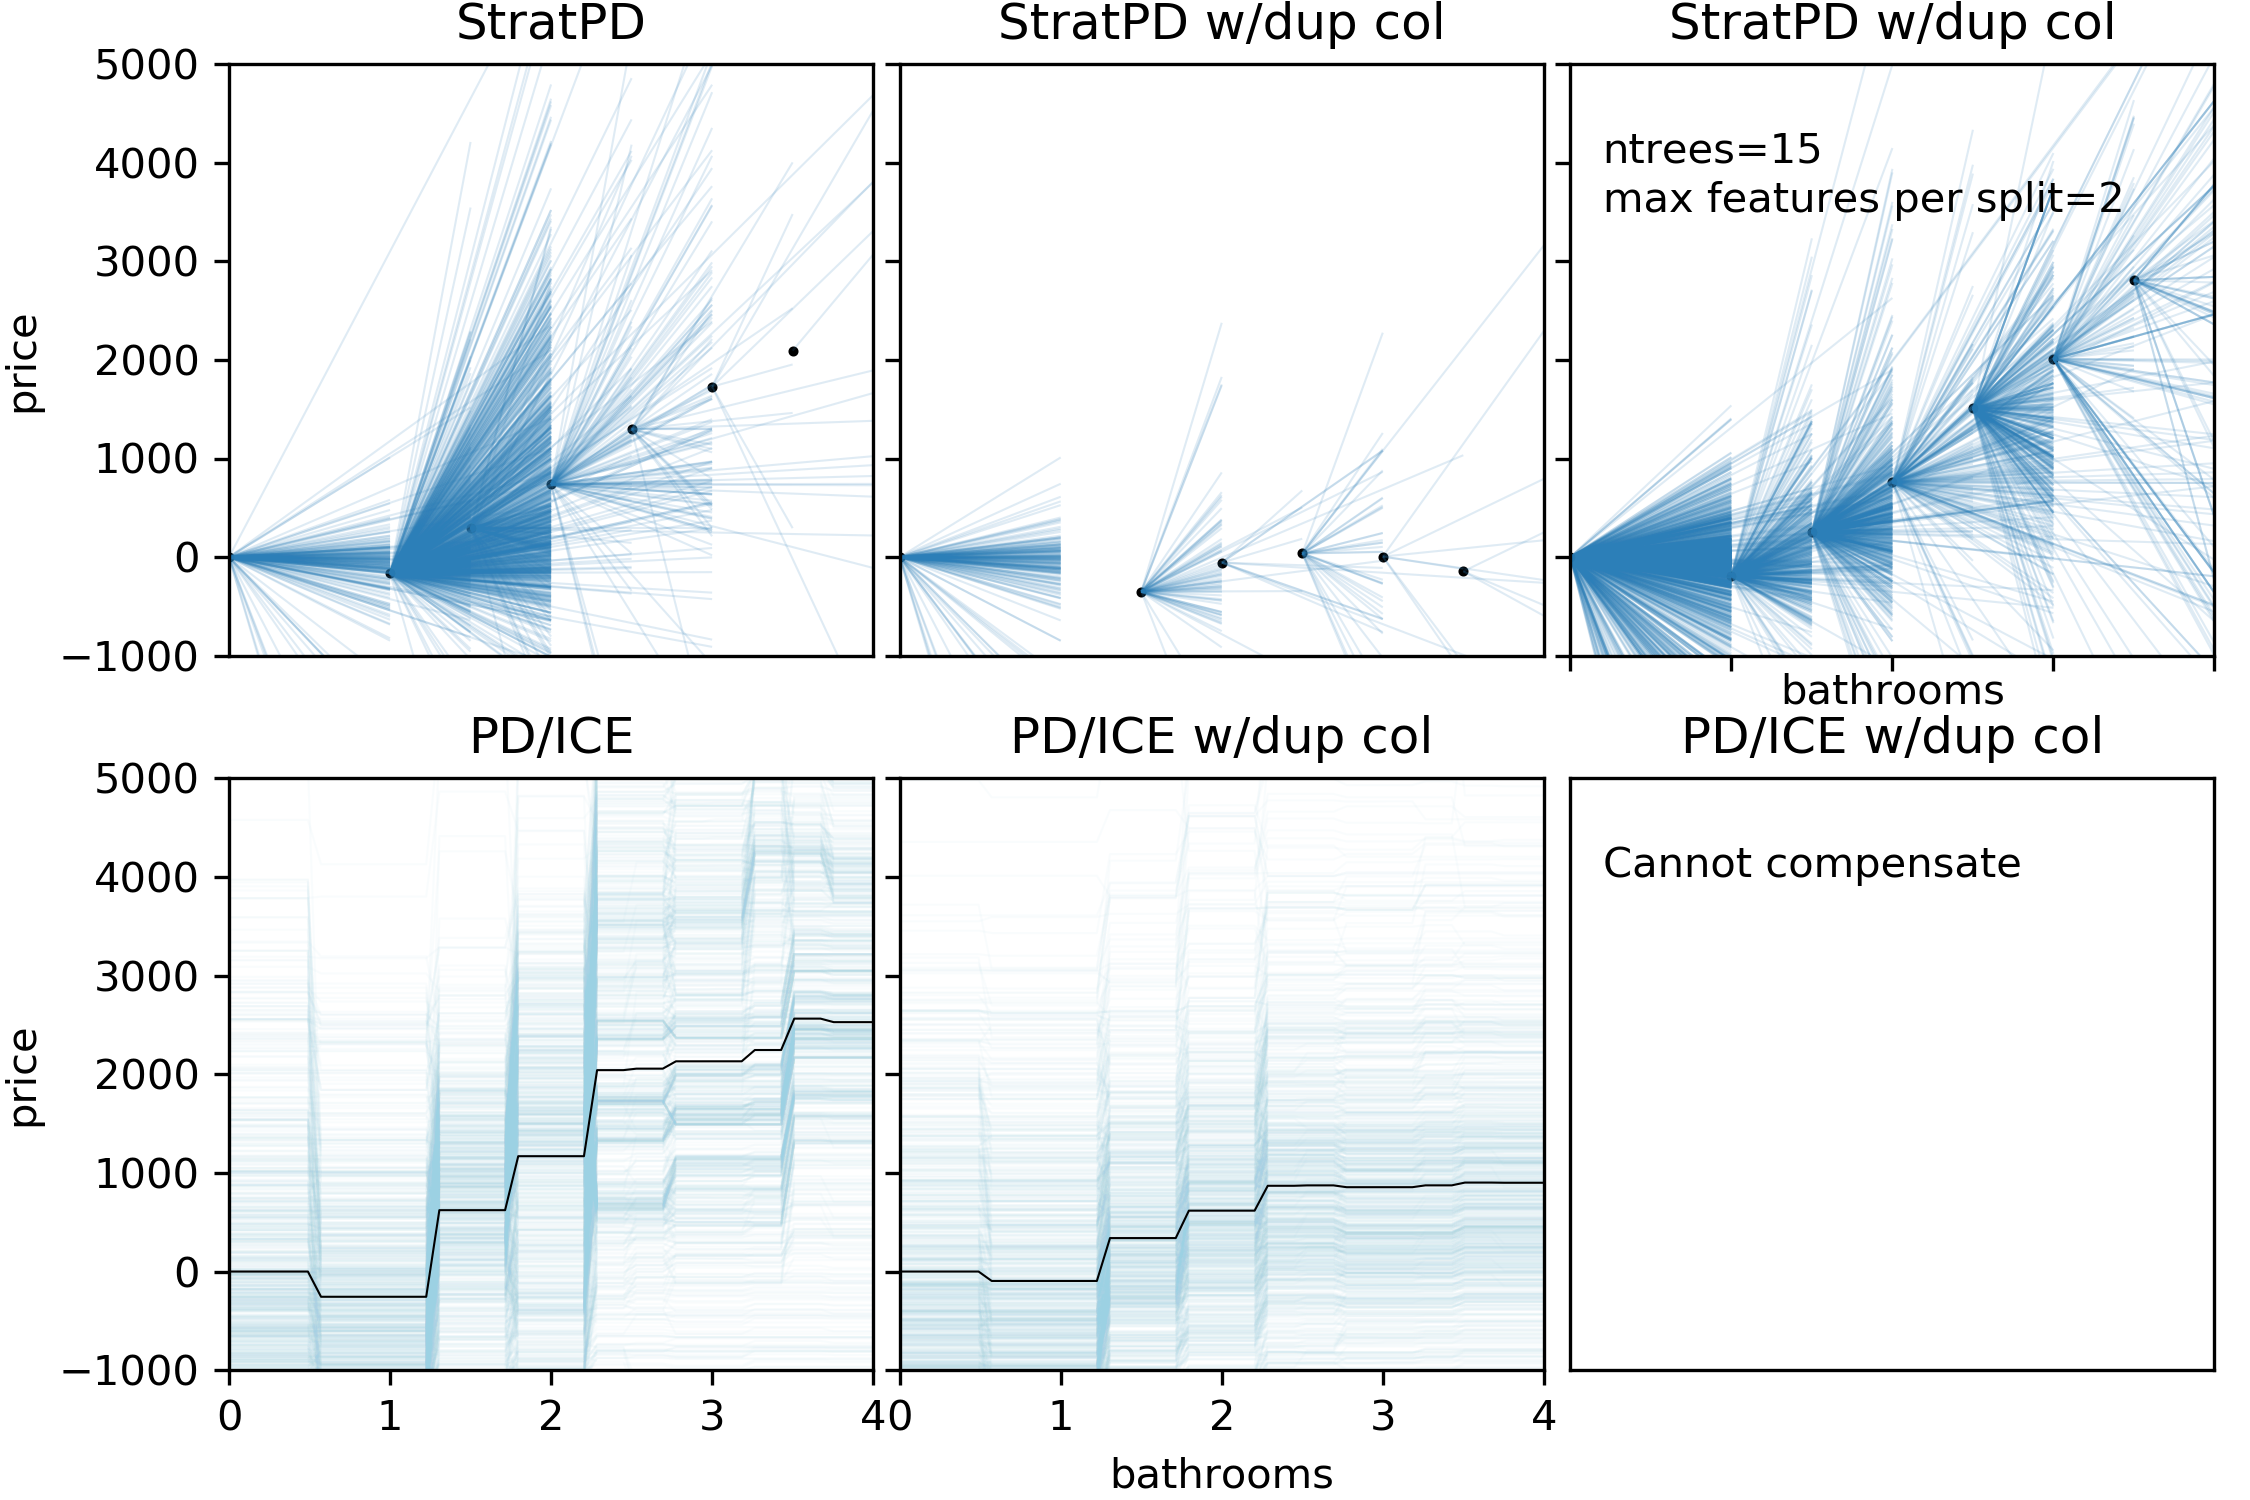 StratPD
StratPD w/dup col
StratPD w/dup col
5000
4000
3000
2000
1000
0
−1000
price
ntrees=15
max features per split=2
bathrooms
PD/ICE
PD/ICE w/dup col
PD/ICE w/dup col
5000
4000
3000
2000
1000
0
−1000
price
Cannot compensate
0 1 2 3 4
0 1 2 3 4
bathrooms